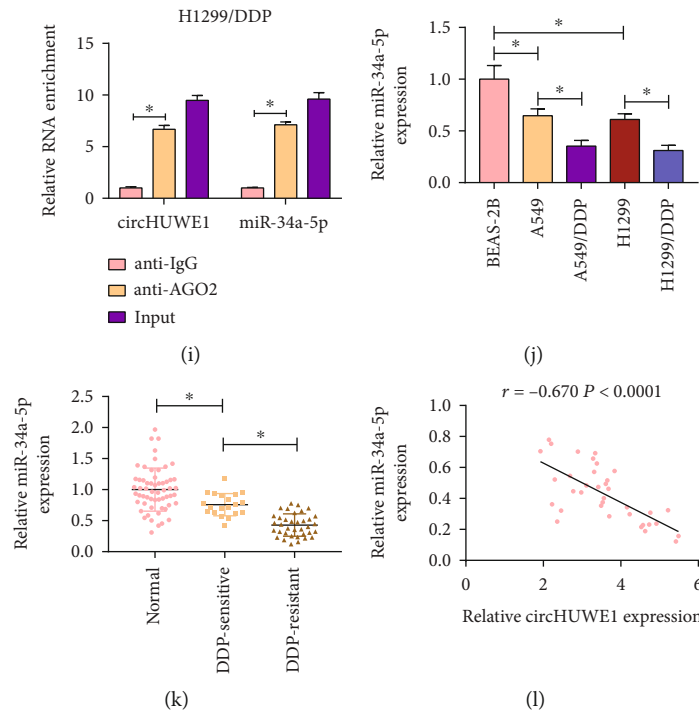 H1299/DDP
Relative RNA enrichment
15
10
5
0
*
*
circHUWE1
miR-34a-5p
anti-IgG
anti-AGO2
Input
(i)
Relative miR-34a-5p
expression
1.5
1.0
0.5
0.0
*
*
*
*
BEAS-2B
A549
A549/DDP
H1299
H1299/DDP
(j)
Relative miR-34a-5p
expression
2.5
2.0
1.5
1.0
0.5
0.0
*
*
Normal
DDP-sensitive
DDP-resistant
(k)
r = –0.670 P < 0.0001
Relative miR-34a-5p
expression
1.0
0.8
0.6
0.4
0.2
0.0
0
2
4
6
Relative circHUWE1 expression
(l)